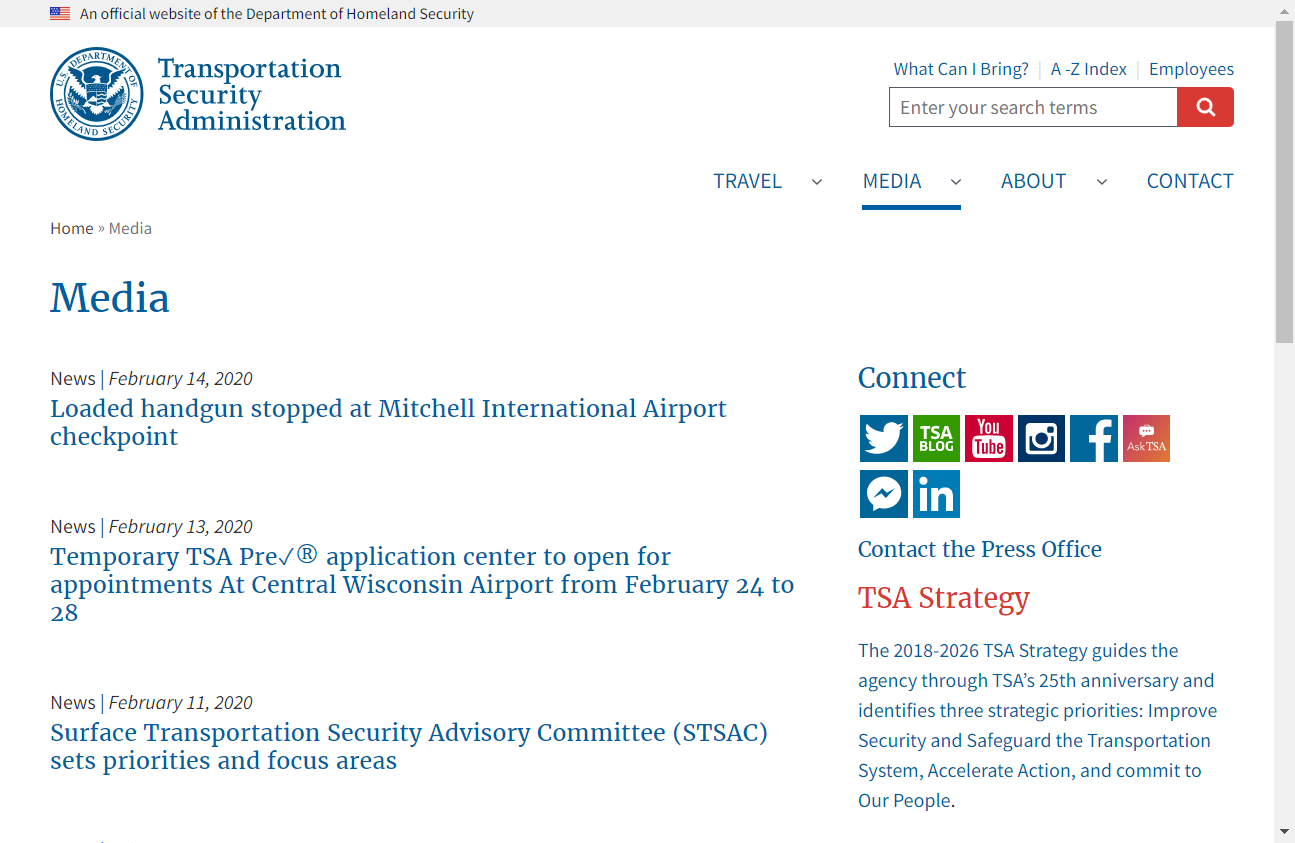 An official website of the Department of Homeland Security
U.S. DEPARTMENT OF HOMELAND SECURITY
Transportation
Security
Administration
What Can I Bring? | A -Z Index | Employees
Enter your search terms
TRAVEL MEDIA ABOUT CONTACT
Home » Media
Media
News | February 14, 2020
Loaded handgun stopped at Mitchell International Airport
checkpoint
News | February 13, 2020
Temporary TSA Pre✓® application center to open for
appointments At Central Wisconsin Airport from February 24 to
28
News | February 11, 2020
Surface Transportation Security Advisory Committee (STSAC)
sets priorities and focus areas
Connect
TSA
BLOG
You
Tube
AskTSA
in
Contact the Press Office
TSA Strategy
The 2018-2026 TSA Strategy guides the
agency through TSA’s 25th anniversary and
identifies three strategic priorities: Improve
Security and Safeguard the Transportation
System, Accelerate Action, and commit to
Our People.